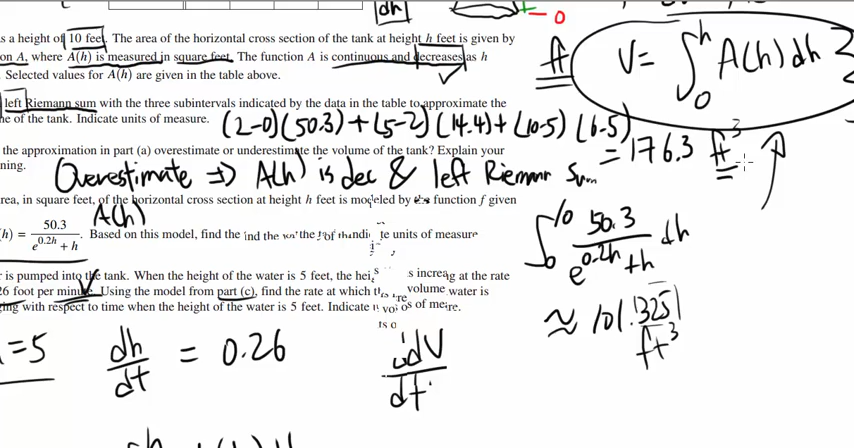 dh
- 0
s a height of 10 feet. The area of the horizontal cross section of the tank at height h feet is given by
on A, where A(h) is measured in square feet. The function A is continuous and decreases as h
Selected values for A(h) are given in the table above.
ft
V = ∫₀ʰ A(h) dh
left Riemann sum with the three subintervals indicated by the data in the table to approximate the
e of the tank. Indicate units of measure.
(2-0)(50.3) + (5-2)(14.4) + (10-5)(6.5)
= 176.3 ft³
the approximation in part (a) overestimate or underestimate the volume of the tank? Explain your
ning.
Overestimate => A(h) is dec & left Riemann Sum
area, in square feet, of the horizontal cross section at height h feet is modeled by the function f given
A(h)
(h) = 50.3 / (e^0.2h + h). Based on this model, find the
units of measure
∫₀¹⁰ 50.3 / (e^0.2h + h) dh
r is pumped into the tank. When the height of the water is 5 feet, the
at the rate
26 foot per minute. Using the model from part (c), find the rate at which
volume
water is
ging with respect to time when the height of the water is 5 feet. Indicate
of
≈ 101.325 ft³
=5
dh/dt = 0.26
dV/dt
dh